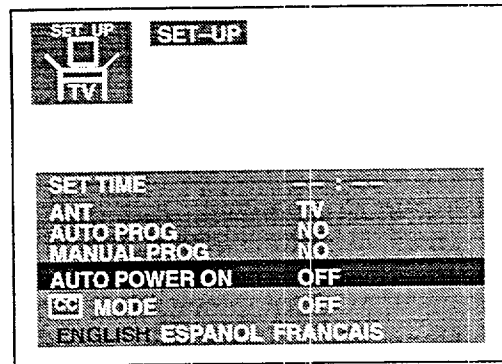 SET UP
SET-UP
TV
SET TIME -- : --
ANT TV
AUTO PROG NO
MANUAL PROG NO
AUTO POWER ON OFF
CC MODE OFF
ENGLISH ESPANOL FRANCAIS